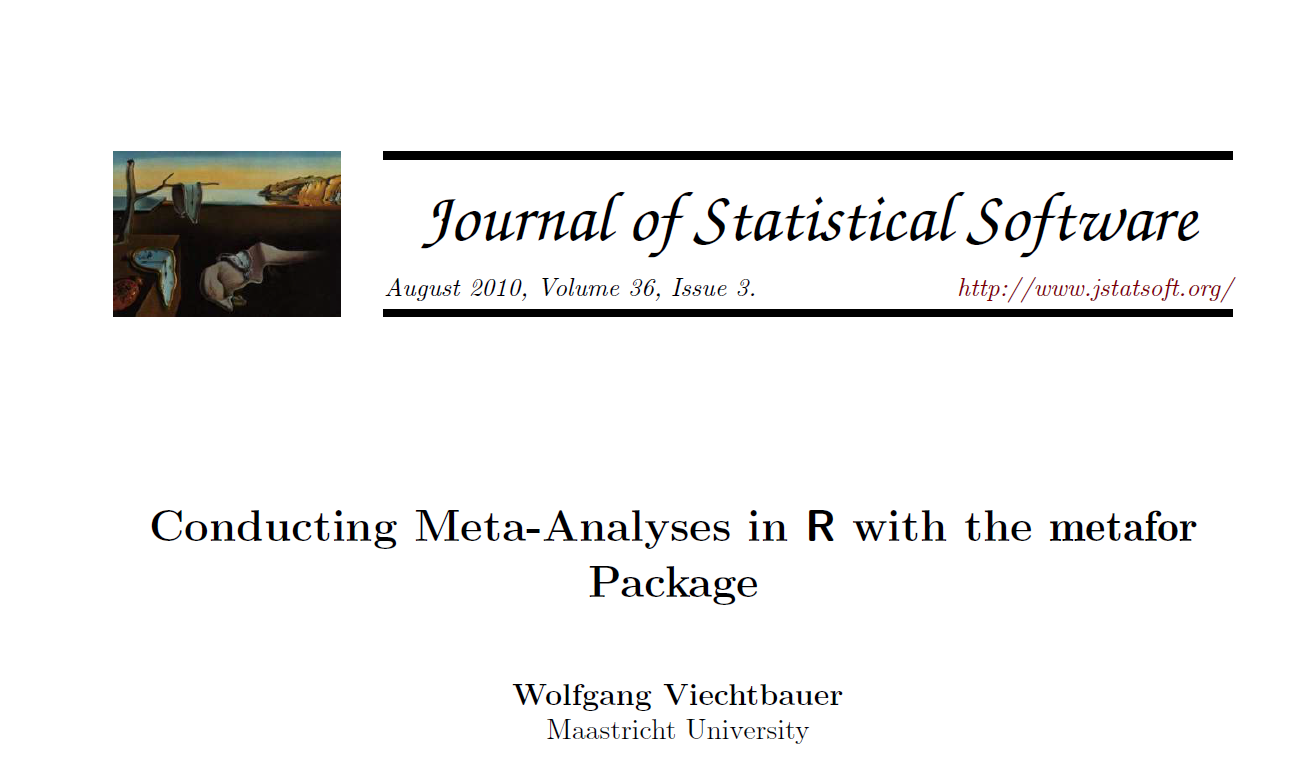 Journal of Statistical Software
August 2010, Volume 36, Issue 3. http://www.jstatsoft.org/
Conducting Meta-Analyses in R with the metafor
Package
Wolfgang Viechtbauer
Maastricht University